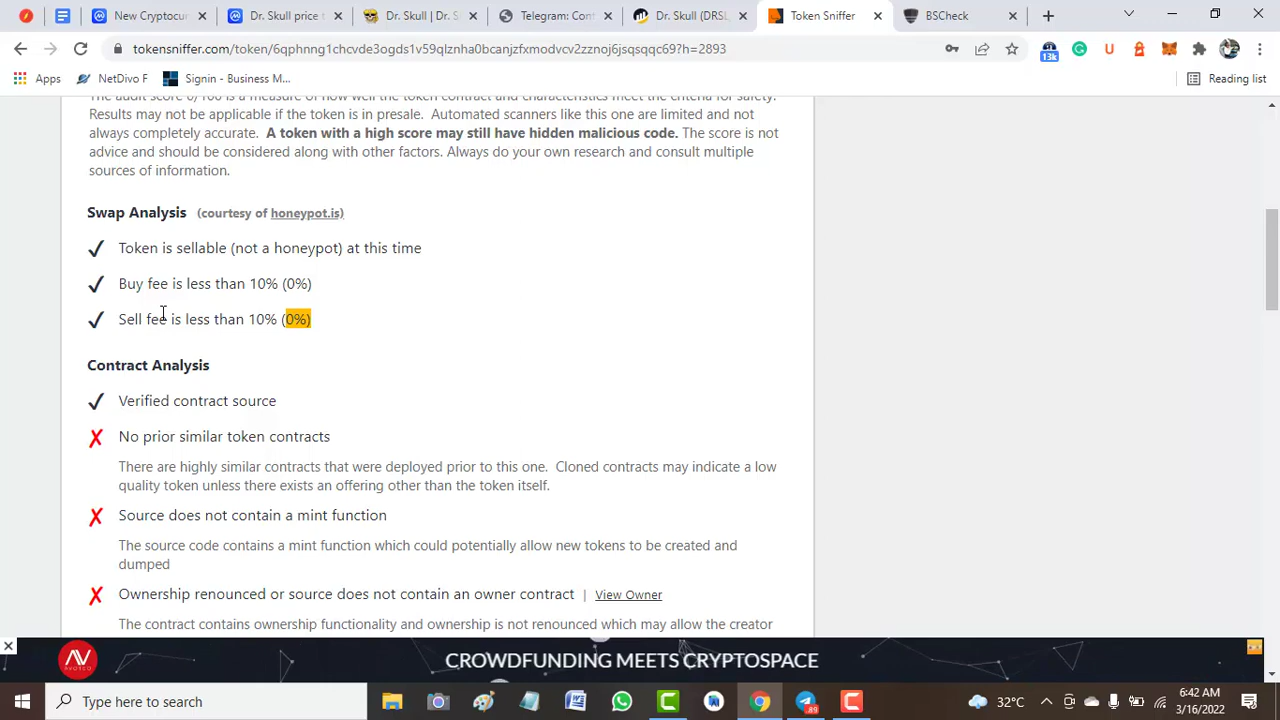 New Cryptocur
Dr. Skull price t
Dr. Skull | Dr. S
Telegram: Cont
Dr. Skull (DRSL
Token Sniffer
BSCheck
tokensniffer.com/token/6qphnng1chcvde3ogds1v59qlznha0bcanjzfxmodvcv2zznoj6jsqsqqc69?h=2893
13k
Apps
NetDivo F
Signin - Business M...
Reading list
Results may not be applicable if the token is in presale. Automated scanners like this one are limited and not
always completely accurate. A token with a high score may still have hidden malicious code. The score is not
advice and should be considered along with other factors. Always do your own research and consult multiple
sources of information.
Swap Analysis (courtesy of honeypot.is)
Token is sellable (not a honeypot) at this time
Buy fee is less than 10% (0%)
Sell fee is less than 10% (0%)
Contract Analysis
Verified contract source
No prior similar token contracts
There are highly similar contracts that were deployed prior to this one. Cloned contracts may indicate a low
quality token unless there exists an offering other than the token itself.
Source does not contain a mint function
The source code contains a mint function which could potentially allow new tokens to be created and
dumped
Ownership renounced or source does not contain an owner contract | View Owner
The contract contains ownership functionality and ownership is not renounced which may allow the creator
CROWDFUNDING MEETS CRYPTOSPACE
Type here to search
89
32°C
6:42 AM
3/16/2022